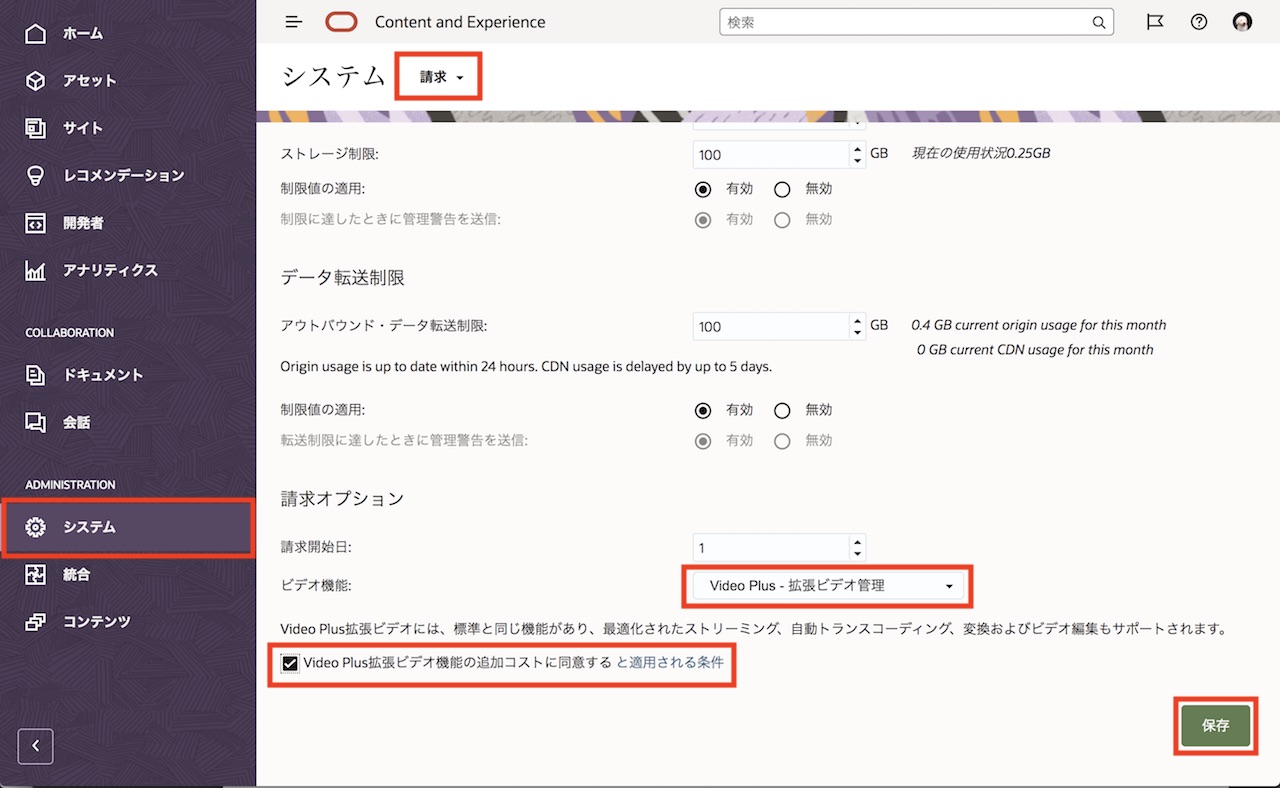 ホーム
アセット
サイト
レコメンデーション
開発者
アナリティクス
COLLABORATION
ドキュメント
会話
ADMINISTRATION
システム
統合
コンテンツ
Content and Experience
検索
システム 請求
ストレージ制限: 100 GB 現在の使用状況0.25GB
制限値の適用: 有効 無効
制限に達したときに管理警告を送信: 有効 無効
データ転送制限
アウトバウンド・データ転送制限: 100 GB 0.4 GB current origin usage for this month
0 GB current CDN usage for this month
Origin usage is up to date within 24 hours. CDN usage is delayed by up to 5 days.
制限値の適用: 有効 無効
転送制限に達したときに管理警告を送信: 有効 無効
請求オプション
請求開始日: 1
ビデオ機能: Video Plus - 拡張ビデオ管理
Video Plus拡張ビデオには、標準と同じ機能があり、最適化されたストリーミング、自動トランスコーディング、変換およびビデオ編集もサポートされます。
Video Plus拡張ビデオ機能の追加コストに同意する と適用される条件
保存